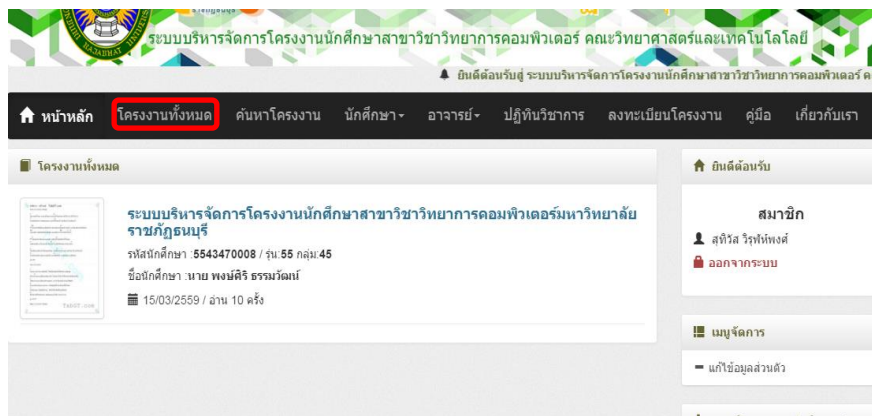 ระบบบริหารจัดการโครงงานนักศึกษาสาขาวิชาวิทยาการคอมพิวเตอร์ คณะวิทยาศาสตร์และเทคโนโลยี
ยินดีต้อนรับสู่ ระบบบริหารจัดการโครงงานนักศึกษาสาขาวิชาวิทยาการคอมพิวเตอร์ ค
หน้าหลัก โครงงานทั้งหมด ค้นหาโครงงาน นักศึกษา อาจารย์ ปฏิทินวิชาการ ลงทะเบียนโครงงาน คู่มือ เกี่ยวกับเรา
โครงงานทั้งหมด
ระบบบริหารจัดการโครงงานนักศึกษาสาขาวิชาวิทยาการคอมพิวเตอร์มหาวิทยาลัย
ราชภัฏธนบุรี
รหัสนักศึกษา :5543470008 / รุ่น:55 กลุ่ม:45
ชื่อนักศึกษา :นาย พงษ์ศิริ ธรรมวัฒน์
15/03/2559 / อ่าน 10 ครั้ง
ยินดีต้อนรับ
สมาชิก
สุทิวัส วิรุฬห์พงศ์
ออกจากระบบ
เมนูจัดการ
แก้ไขข้อมูลส่วนตัว